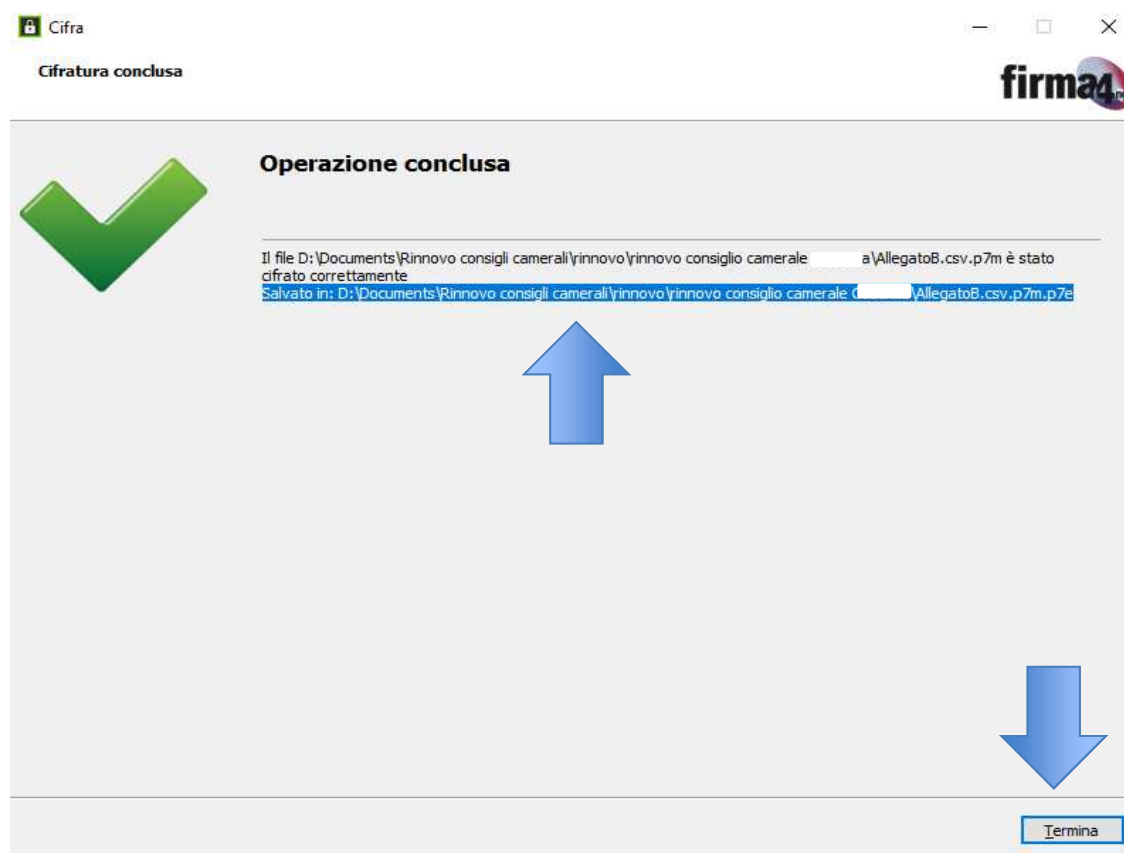 Cifra
Cifratura conclusa
firma4
Operazione conclusa
Il file D:\Documents\Rinnovo consigli camerali\rinnovo\rinnovo consiglio camerale a\AllegatoB.csv.p7m è stato
cifrato correttamente
Salvato in: D:\Documents\Rinnovo consigli camerali\rinnovo\rinnovo consiglio camerale \AllegatoB.csv.p7m.p7e
Termina